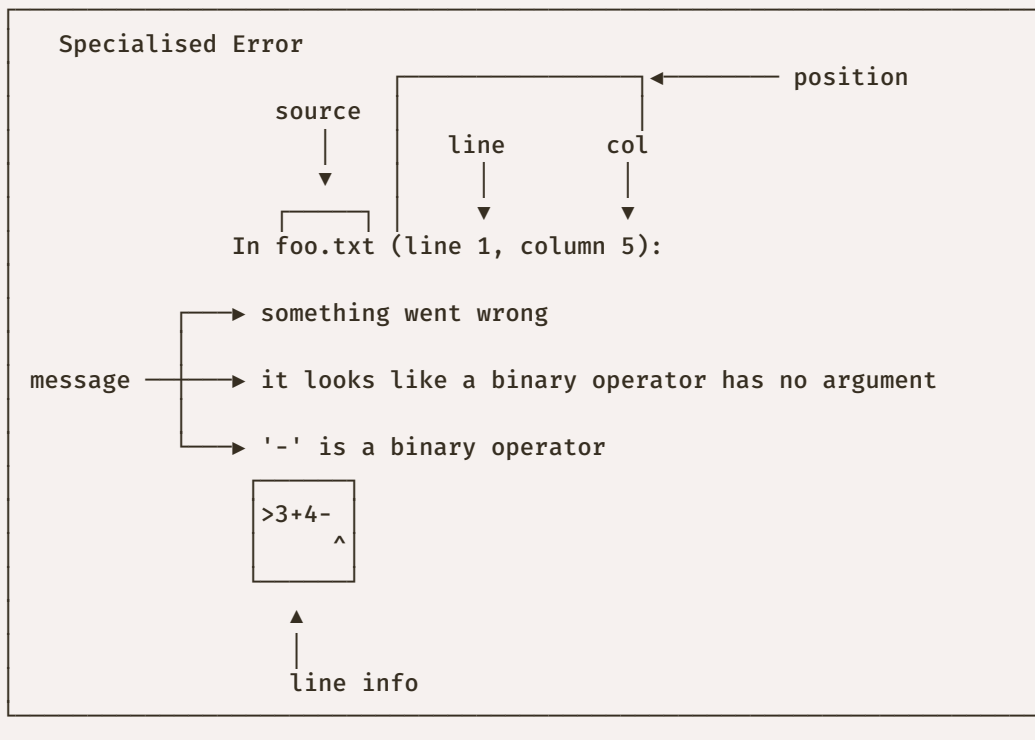 Specialised Error
position
source
line col
In foo.txt (line 1, column 5):
something went wrong
message it looks like a binary operator has no argument
'-' is a binary operator
>3+4-
^
line info